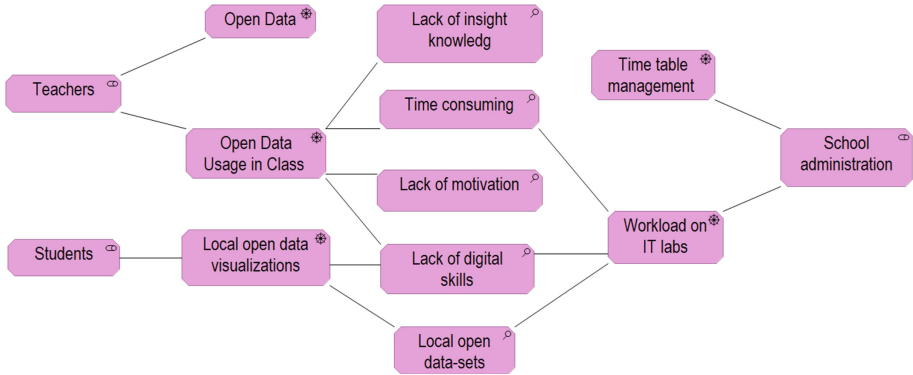 Open Data
Lack of insight
knowledg
Time table
management
Teachers
Time consuming
Open Data
Usage in Class
School
administration
Lack of motivation
Workload on
IT labs
Students
Local open data
visualizations
Lack of digital
skills
Local open
data-sets